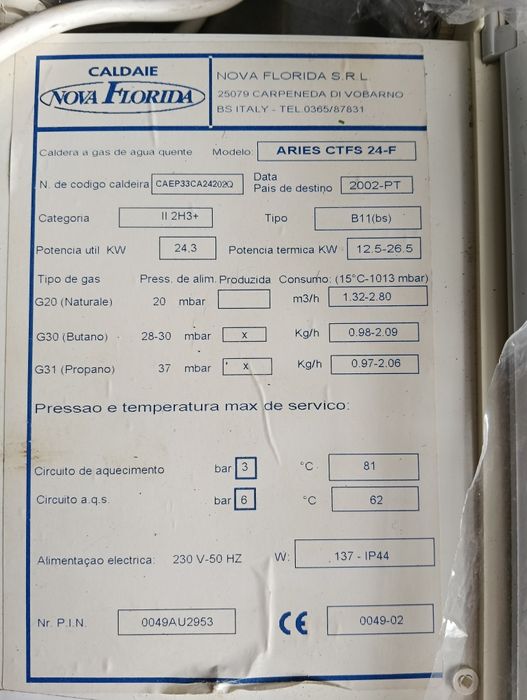 CALDAIE
NOVA FLORIDA
NOVA FLORIDA S.R.L.
25079 CARPENEDA DI VOBARNO
BS ITALY - TEL.0365/87831
Caldera a gas de agua quente Modelo: ARIES CTFS 24-F
N. de codigo caldeira CAEP33CA24202Q Data Pais de destino 2002-PT
Categoria II 2H3+ Tipo B11(bs)
Potencia util KW 24,3 Potencia termica KW 12.5-26.5
Tipo de gas Press. de alim. Produzida Consumo: (15°C-1013 mbar)
G20 (Naturale) 20 mbar m3/h 1.32-2.80
G30 (Butano) 28-30 mbar x Kg/h 0.98-2.09
G31 (Propano) 37 mbar x Kg/h 0.97-2.06
Pressao e temperatura max de servico:
Circuito de aquecimento bar 3 °C 81
Circuito a.q.s. bar 6 °C 62
Alimentaçao electrica: 230 V-50 HZ W: 137 - IP44
Nr. P.I.N. 0049AU2953 CE 0049-02